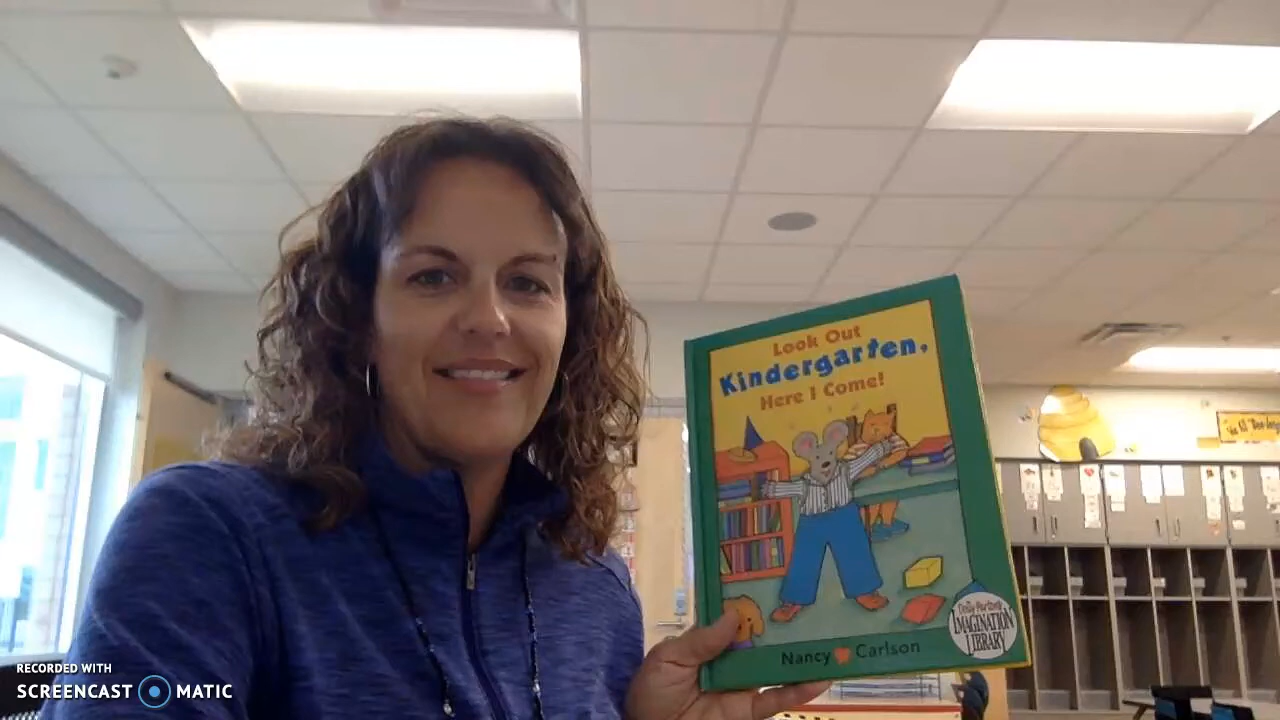 Look Out
Kindergarten,
Here I Come!
Nancy Carlson
Dolly Parton's
IMAGINATION
LIBRARY
RECORDED WITH
SCREENCAST MATIC